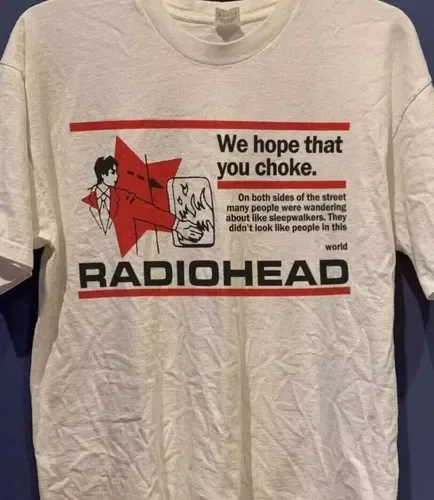 We hope that
you choke.
On both sides of the street
many people were wandering
about like sleepwalkers. They
didn't look like people in this
world
RADIOHEAD